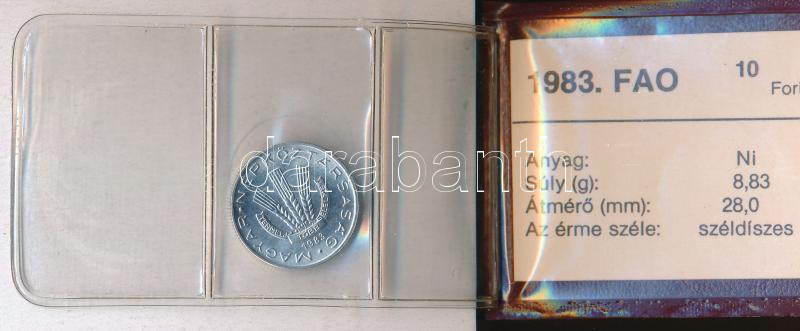 MAGYAR NÉPKÖZTÁRSASÁG
1983
1983. FAO 10
Fori
Anyag: Ni
Súly (g): 8,83
Átmérő (mm): 28,0
Az érme széle: széldíszes
darabanth